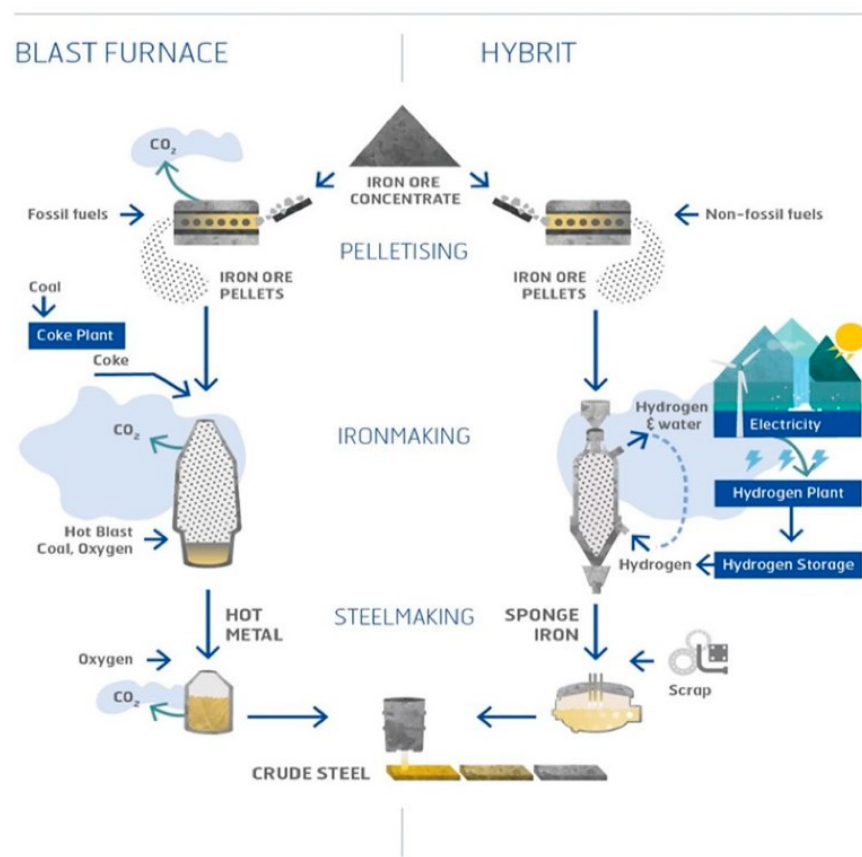 BLAST FURNACE
HYBRIT
CO₂
IRON ORE
CONCENTRATE
Fossil fuels
Non-fossil fuels
PELLETISING
IRON ORE
PELLETS
IRON ORE
PELLETS
Coal
Coke Plant
Coke
CO₂
IRONMAKING
Hydrogen
& water
Electricity
Hydrogen Plant
Hot Blast
Coal, Oxygen
Hydrogen
Hydrogen Storage
HOT
METAL
STEELMAKING
SPONGE
IRON
Oxygen
Scrap
CO₂
CRUDE STEEL